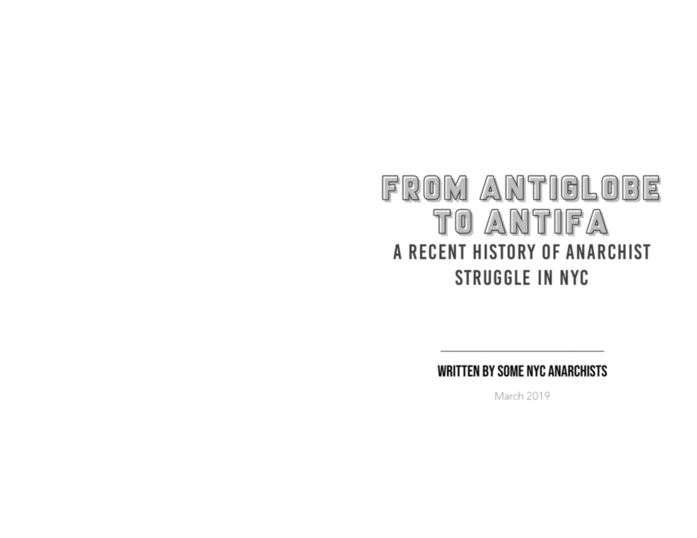 FROM ANTIGLOBE
TO ANTIFA
A RECENT HISTORY OF ANARCHIST
STRUGGLE IN NYC
WRITTEN BY SOME NYC ANARCHISTS
March 2019